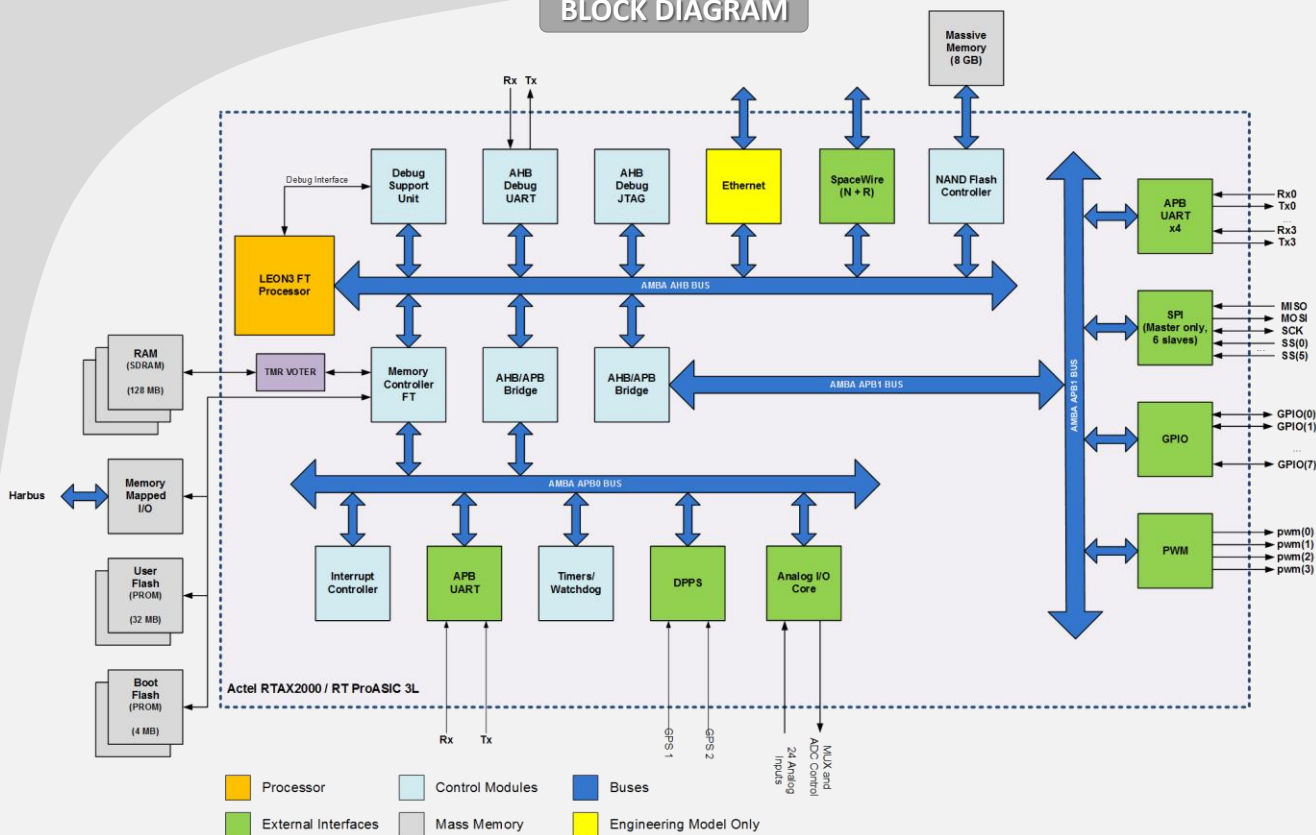 BLOCK DIAGRAM
Massive
Memory
(8 GB)
Rx Tx
Debug Interface
Debug
Support
Unit
AHB
Debug
UART
AHB
Debug
JTAG
Ethernet
SpaceWire
(N + R)
NAND Flash
Controller
APB
UART
x4
Rx0
Tx0
...
Rx3
Tx3
LEON3 FT
Processor
AMBA AHB BUS
SPI
(Master only,
6 slaves)
MISO
MOSI
SCK
SS(0)
...
SS(5)
RAM
(SDRAM)
(128 MB)
TMR VOTER
Memory
Controller
FT
AHB/APB
Bridge
AHB/APB
Bridge
AMBA APB1 BUS
AMBA APB1 BUS
GPIO
GPIO(0)
GPIO(1)
...
GPIO(7)
Harbus
Memory
Mapped
I/O
AMBA APB0 BUS
PWM
pwm(0)
pwm(1)
pwm(2)
pwm(3)
User
Flash
(PROM)
(32 MB)
Interrupt
Controller
APB
UART
Timers/
Watchdog
DPPS
Analog I/O
Core
Boot
Flash
(PROM)
(4 MB)
Actel RTAX2000 / RT ProASIC 3L
Rx Tx
GPS 1
GPS 2
24 Analog
Inputs
MUX and
ADC Control
Processor
Control Modules
Buses
External Interfaces
Mass Memory
Engineering Model Only